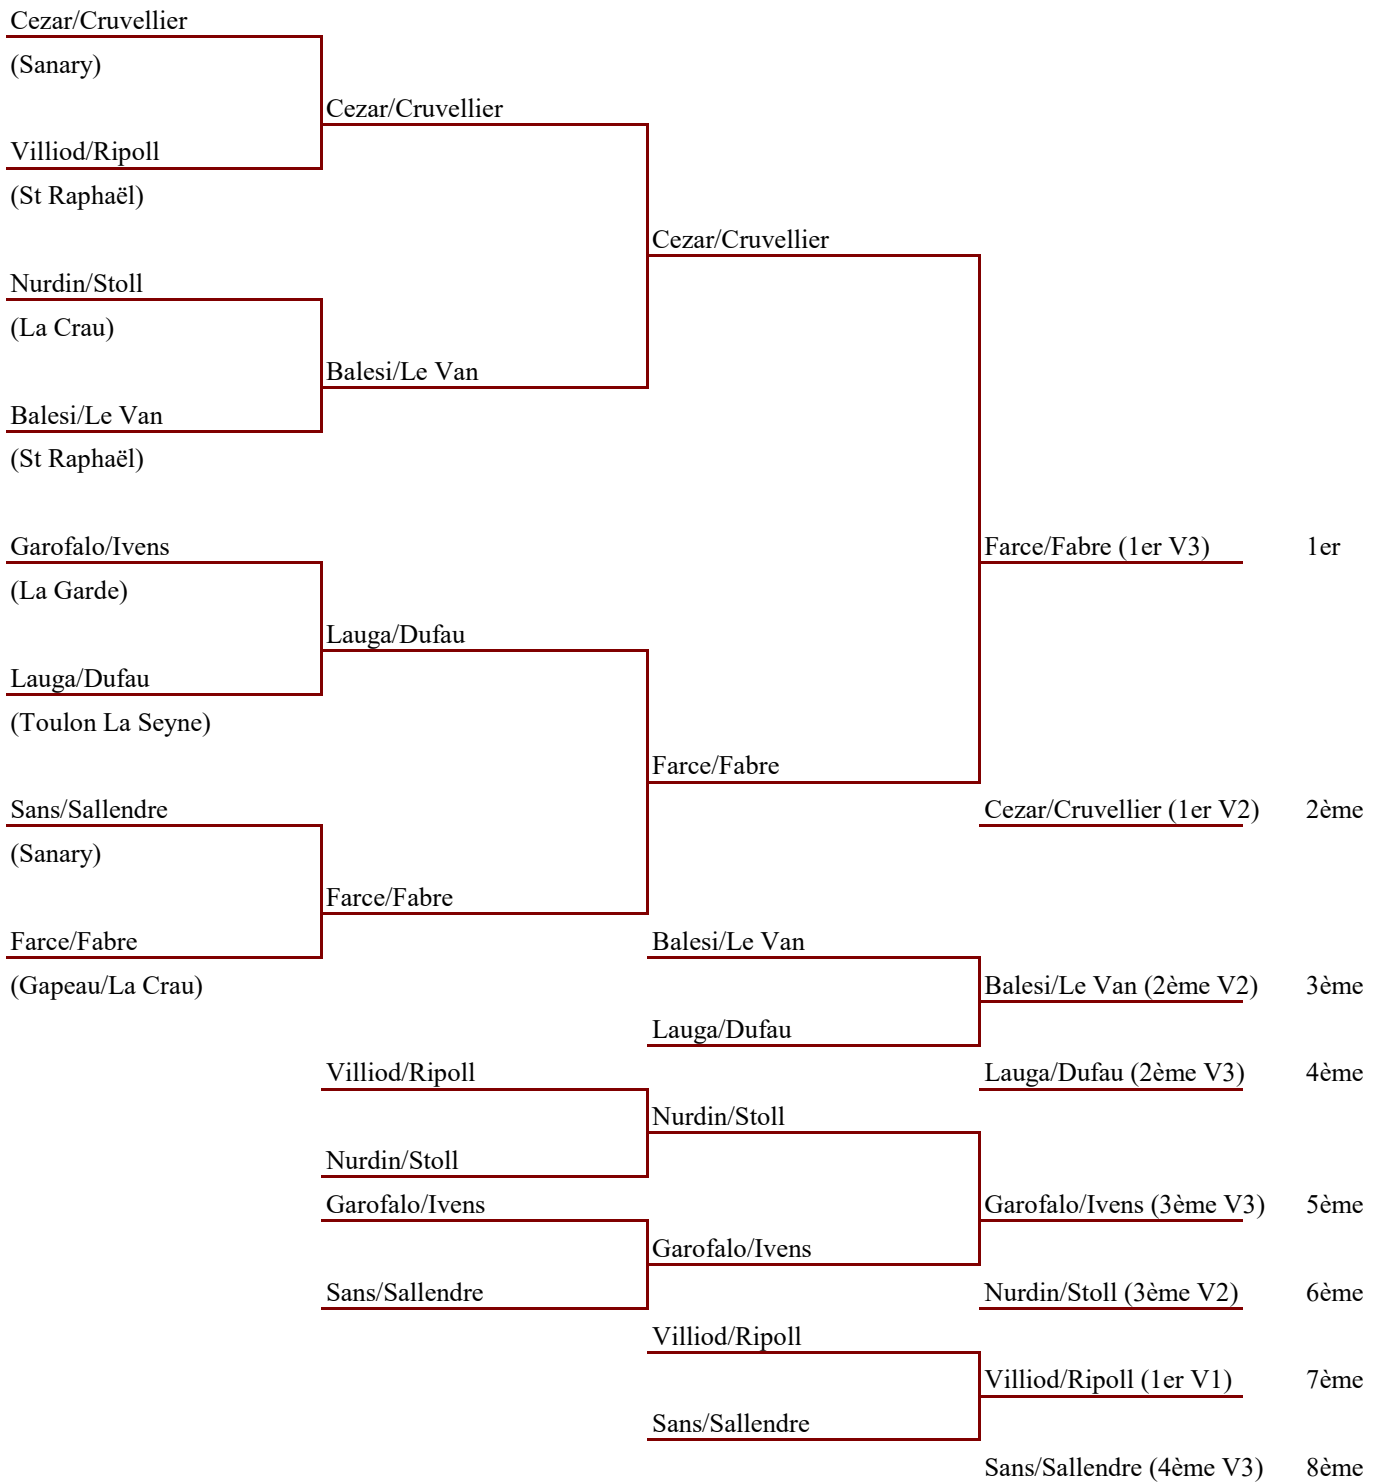 Cezar/Cruvellier
(Sanary)
Cezar/Cruvellier
Villiod/Ripoll
(St Raphaël)
Cezar/Cruvellier
Nurdin/Stoll
(La Crau)
Balesi/Le Van
Balesi/Le Van
(St Raphaël)
Garofalo/Ivens
Farce/Fabre (1er V3) 1er
(La Garde)
Lauga/Dufau
Lauga/Dufau
(Toulon La Seyne)
Farce/Fabre
Sans/Sallendre
Cezar/Cruvellier (1er V2) 2ème
(Sanary)
Farce/Fabre
Farce/Fabre
Balesi/Le Van
(Gapeau/La Crau)
Balesi/Le Van (2ème V2) 3ème
Lauga/Dufau
Villiod/Ripoll
Lauga/Dufau (2ème V3) 4ème
Nurdin/Stoll
Nurdin/Stoll
Garofalo/Ivens
Garofalo/Ivens (3ème V3) 5ème
Garofalo/Ivens
Sans/Sallendre
Nurdin/Stoll (3ème V2) 6ème
Villiod/Ripoll
Villiod/Ripoll (1er V1) 7ème
Sans/Sallendre
Sans/Sallendre (4ème V3) 8ème